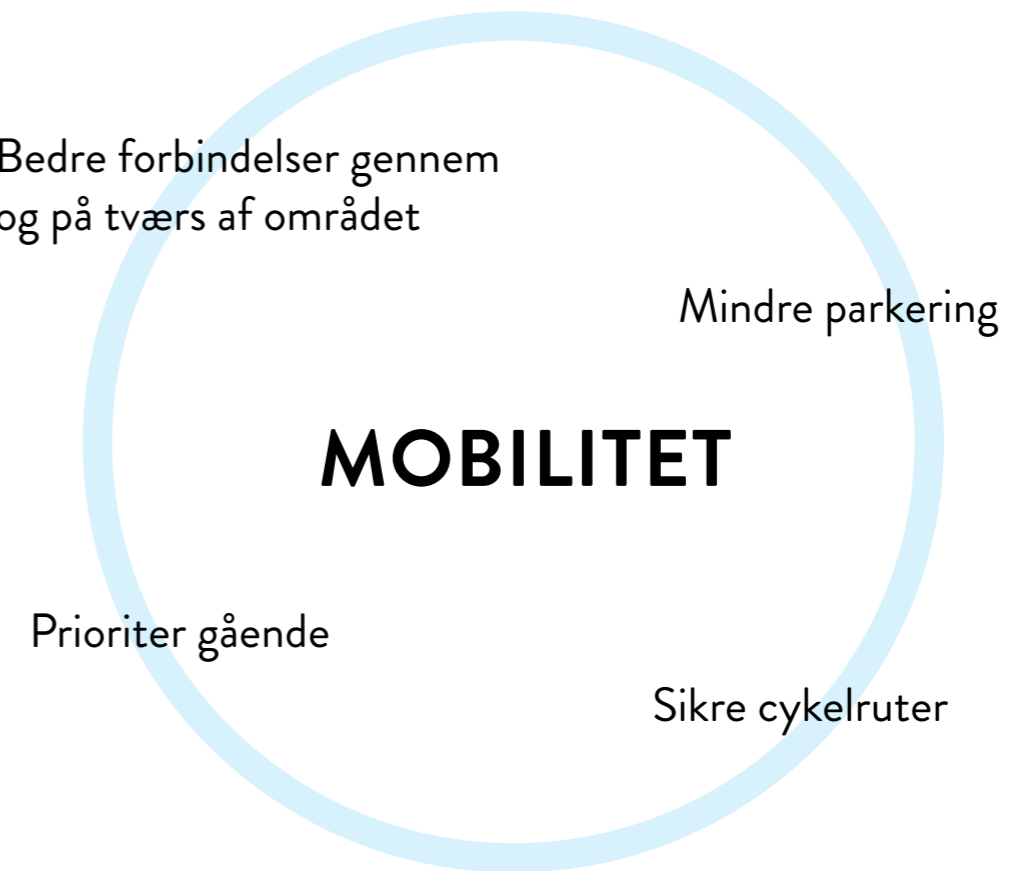 Bedre forbindelser gennem
og på tværs af området
Mindre parkering
MOBILITET
Prioriter gående
Sikre cykelruter